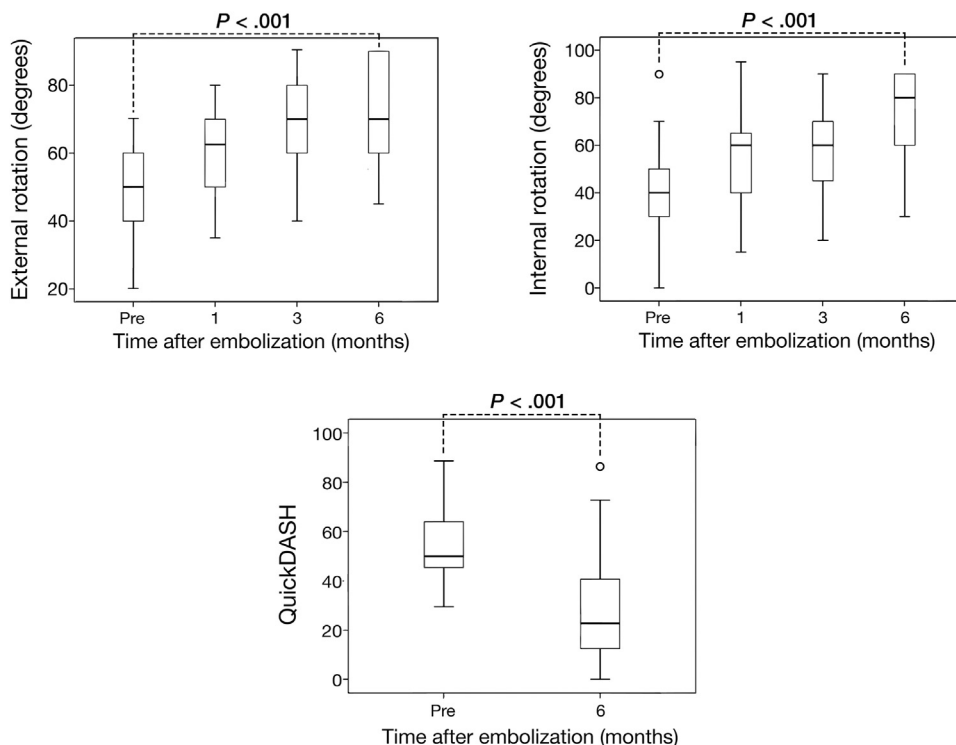 P < .001
External rotation (degrees)
80
60
40
20
Pre 1 3 6
Time after embolization (months)
P < .001
Internal rotation (degrees)
100
80
60
40
20
0
Pre 1 3 6
Time after embolization (months)
P < .001
QuickDASH
100
80
60
40
20
0
Pre 6
Time after embolization (months)